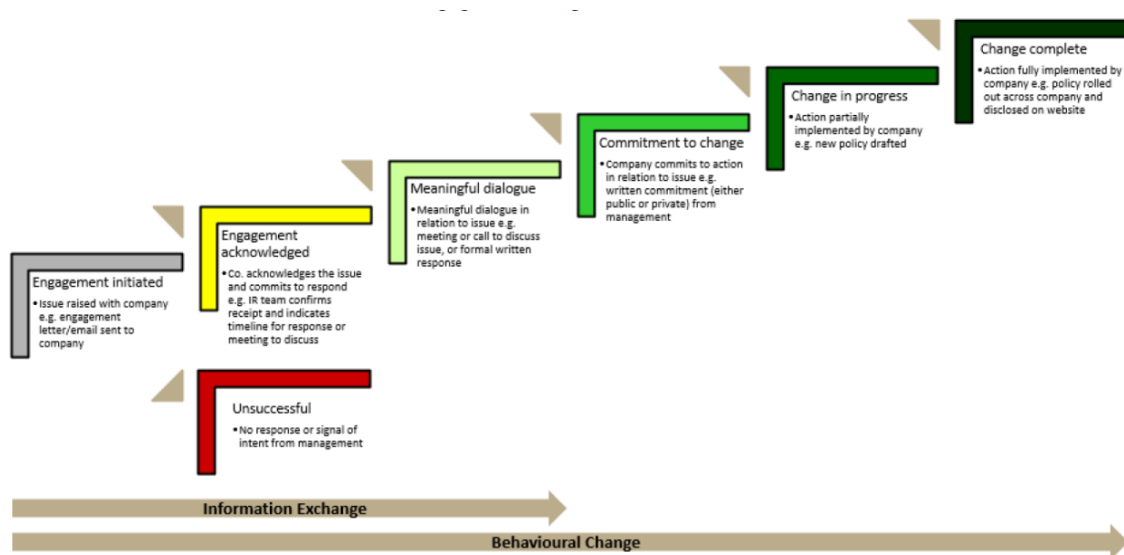 Engagement initiated
•Issue raised with company
e.g. engagement
letter/email sent to
company
Engagement
acknowledged
•Co. acknowledges the issue
and commits to respond
e.g. IR team confirms
receipt and indicates
timeline for response or
meeting to discuss
Unsuccessful
•No response or signal of
intent from management
Meaningful dialogue
•Meaningful dialogue in
relation to issue e.g.
meeting or call to discuss
issue, or formal written
response
Commitment to change
•Company commits to action
in relation to issue e.g.
written commitment (either
public or private) from
management
Change in progress
•Action partially
implemented by company
e.g. new policy drafted
Change complete
•Action fully implemented by
company e.g. policy rolled
out across company and
disclosed on website
Information Exchange
Behavioural Change